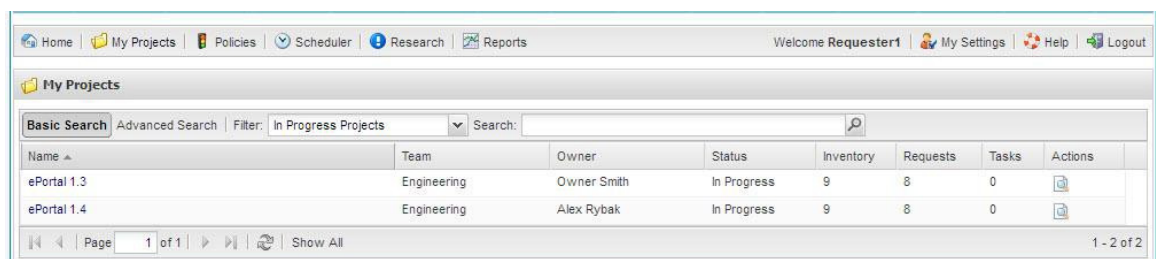 Home | My Projects | Policies | Scheduler | Research | Reports Welcome Requester1 | My Settings | Help | Logout
My Projects
Basic Search Advanced Search | Filter: In Progress Projects Search:
Name Team Owner Status Inventory Requests Tasks Actions
ePortal 1.3 Engineering Owner Smith In Progress 9 8 0
ePortal 1.4 Engineering Alex Rybak In Progress 9 8 0
Page 1 of 1 | Show All 1 - 2 of 2